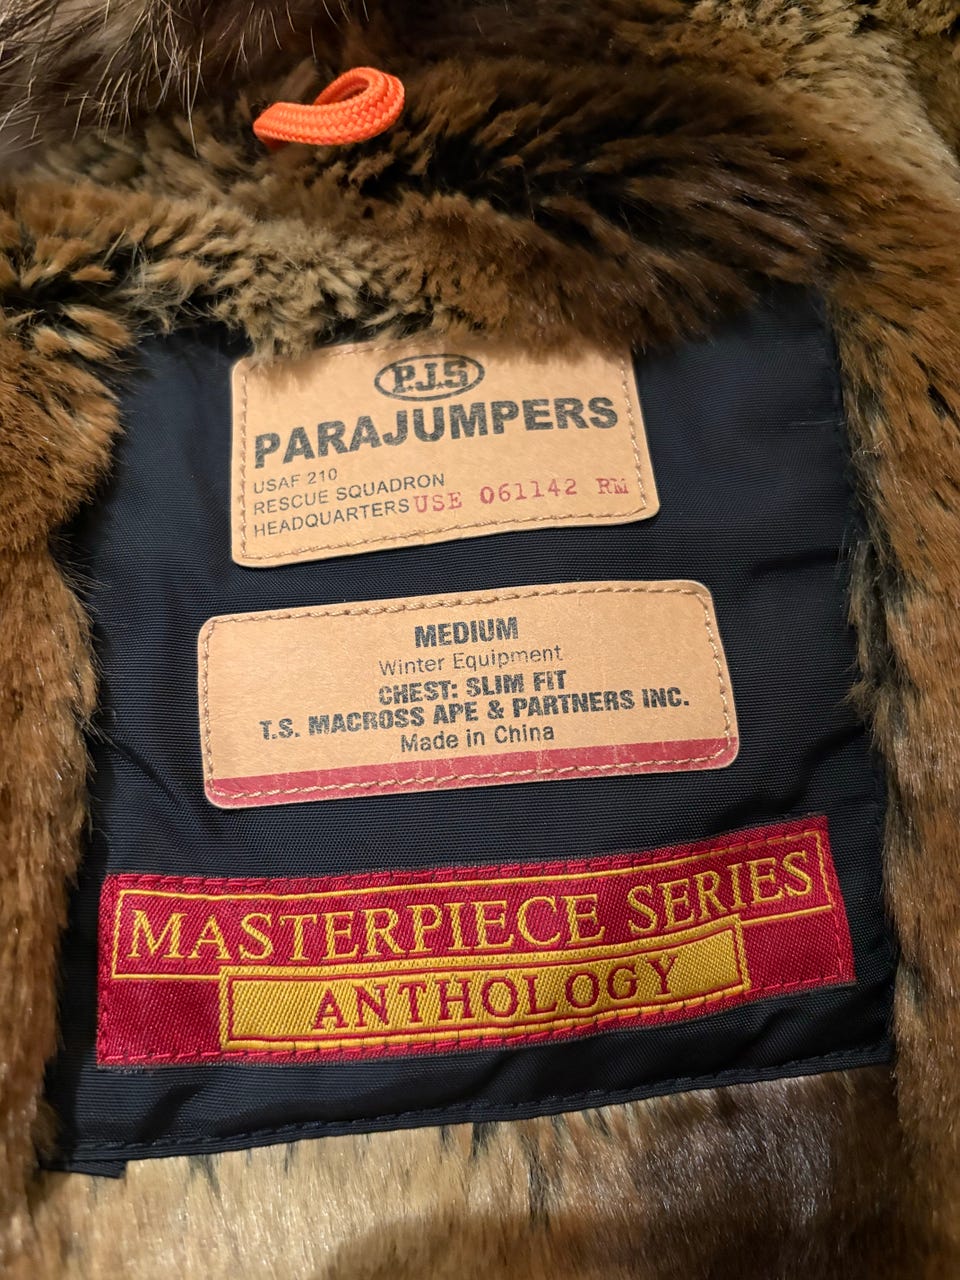 P.J.S
PARAJUMPERS
USAF 210
RESCUE SQUADRON
HEADQUARTERS USE 061142 RM
MEDIUM
Winter Equipment
CHEST: SLIM FIT
T.S. MACROSS APE & PARTNERS INC.
Made in China
MASTERPIECE SERIES
ANTHOLOGY